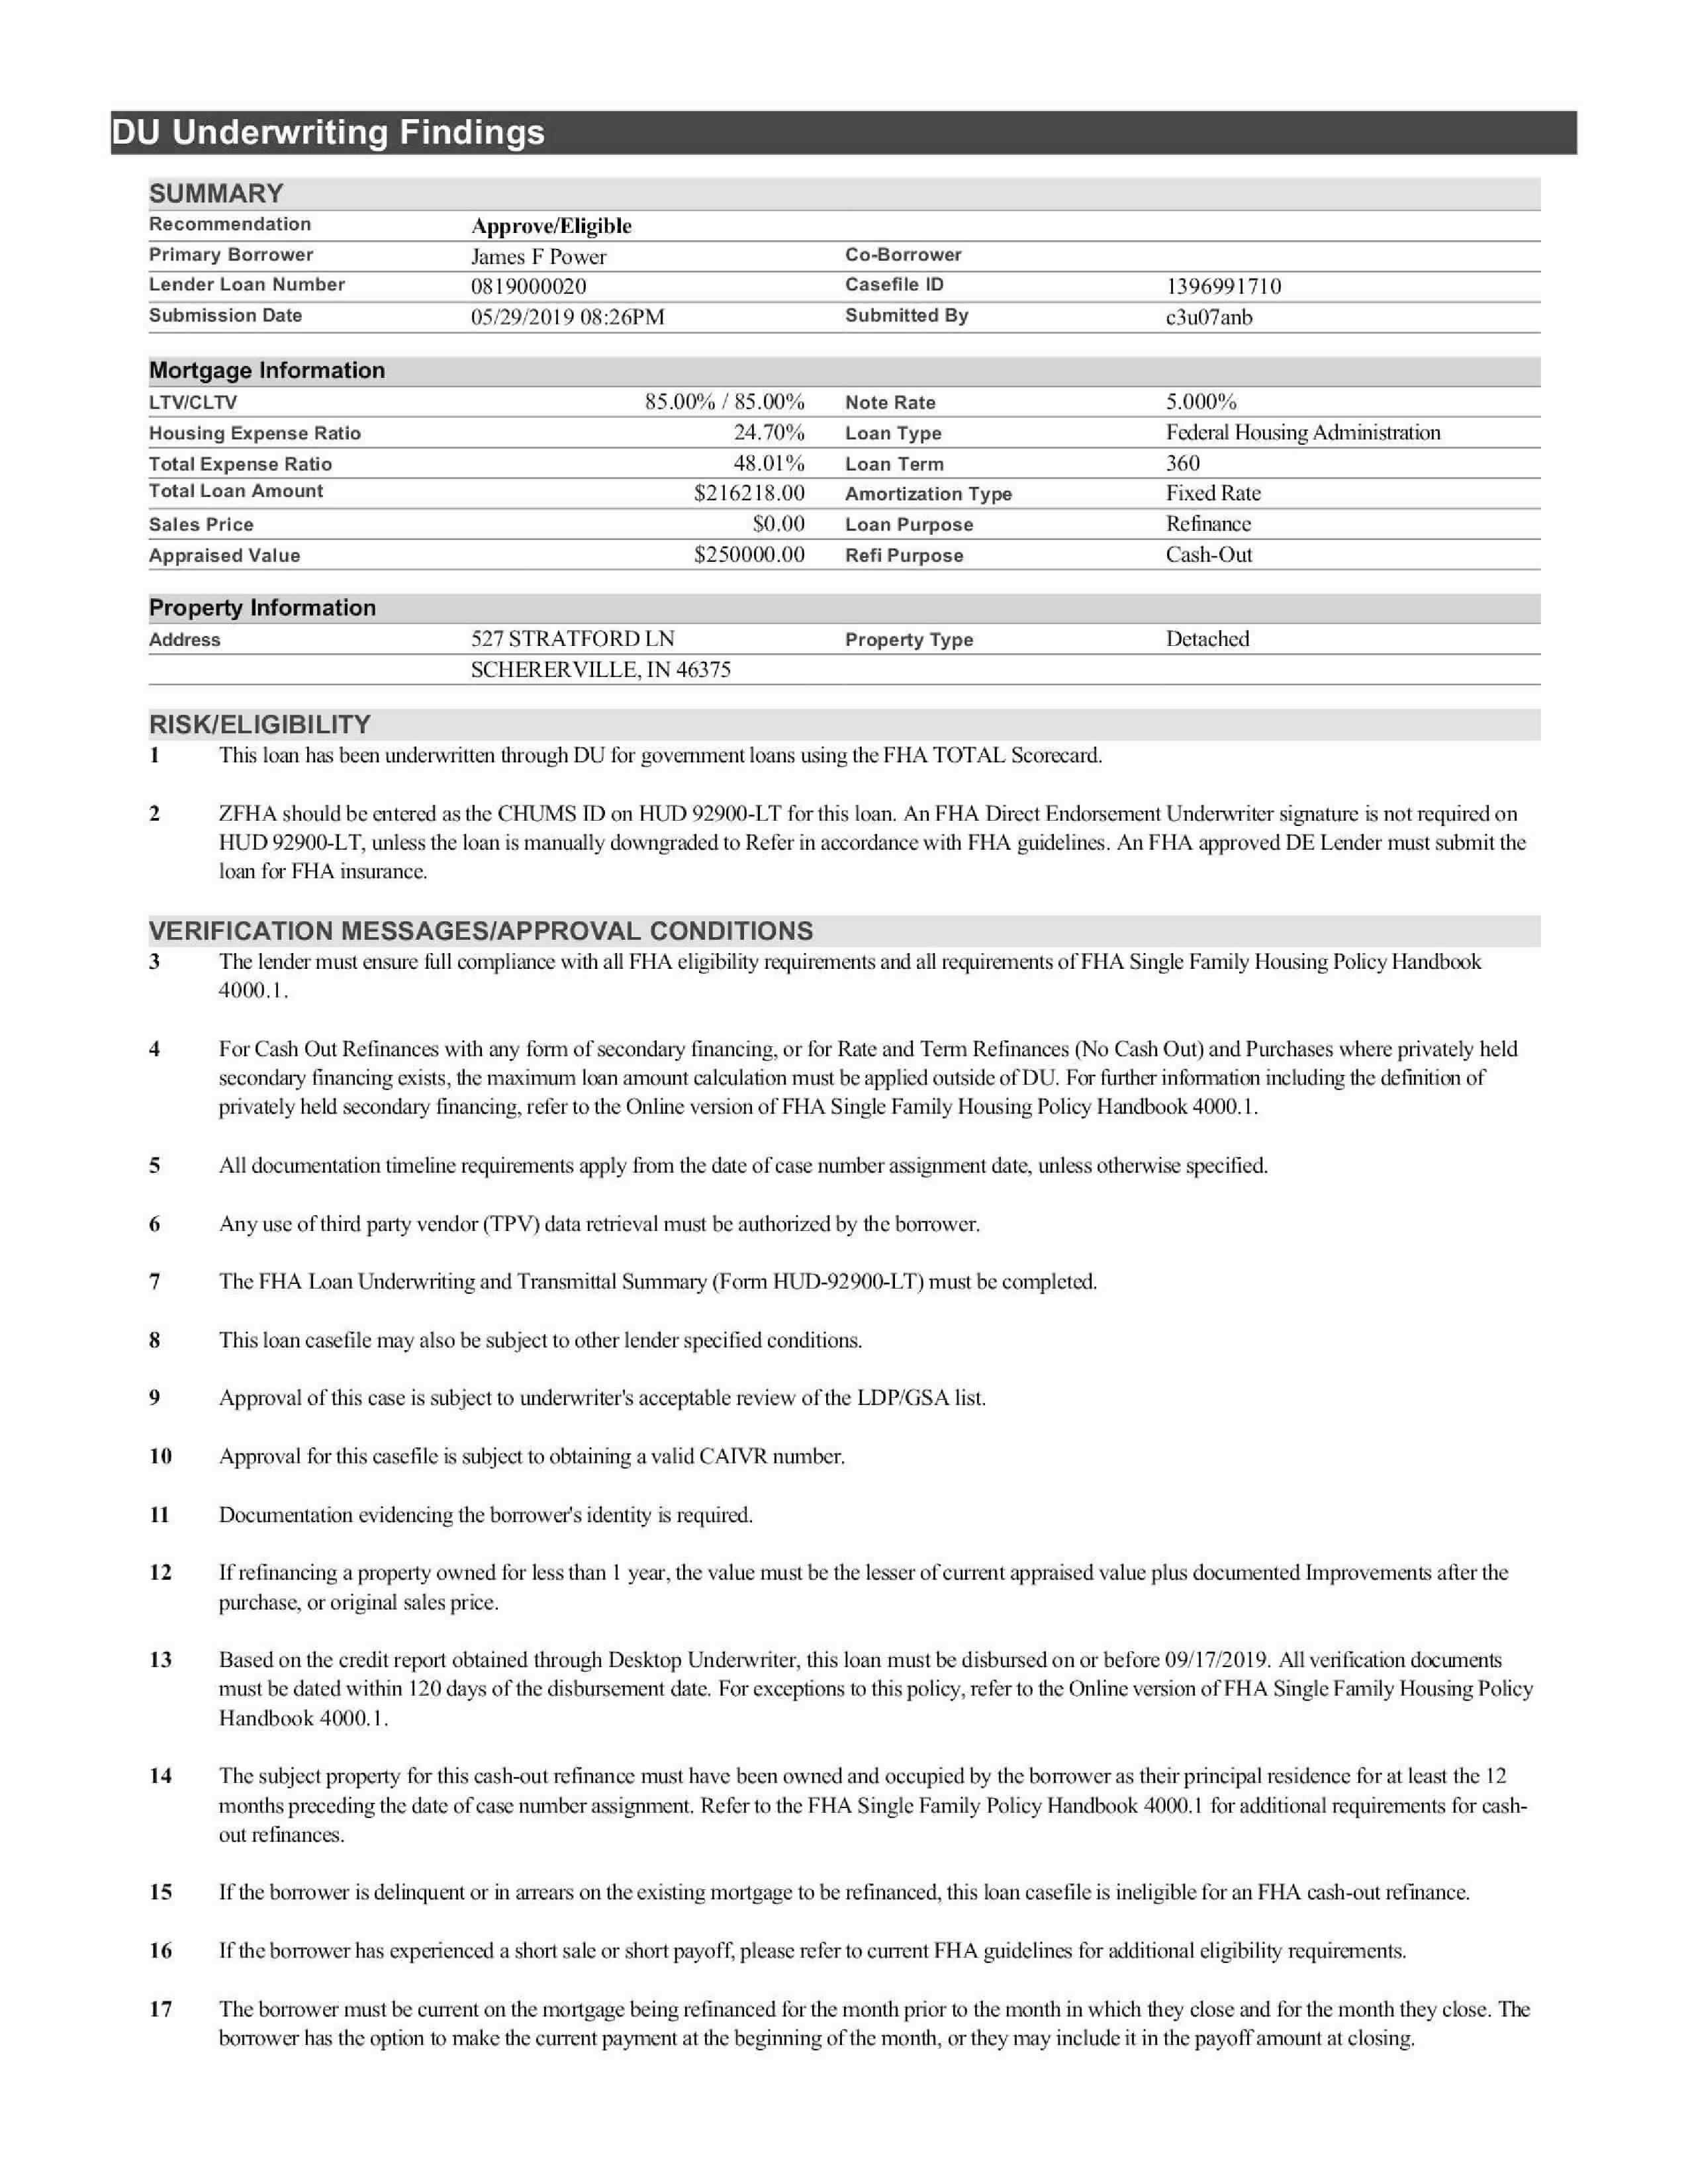 DU Underwriting Findings
SUMMARY
Recommendation Approve/Eligible
Primary Borrower James F Power Co-Borrower
Lender Loan Number 0819000020 Casefile ID 1396991710
Submission Date 05/29/2019 08:26PM Submitted By c3u07anb
Mortgage Information
LTV/CLTV 85.00% / 85.00% Note Rate 5.000%
Housing Expense Ratio 24.70% Loan Type Federal Housing Administration
Total Expense Ratio 48.01% Loan Term 360
Total Loan Amount $216218.00 Amortization Type Fixed Rate
Sales Price $0.00 Loan Purpose Refinance
Appraised Value $250000.00 Refi Purpose Cash-Out
Property Information
Address 527 STRATFORD LN Property Type Detached
SCHERERVILLE, IN 46375
RISK/ELIGIBILITY
1 This loan has been underwritten through DU for government loans using the FHA TOTAL Scorecard.
2 ZFHA should be entered as the CHUMS ID on HUD 92900-LT for this loan. An FHA Direct Endorsement Underwriter signature is not required on
HUD 92900-LT, unless the loan is manually downgraded to Refer in accordance with FHA guidelines. An FHA approved DE Lender must submit the
loan for FHA insurance.
VERIFICATION MESSAGES/APPROVAL CONDITIONS
3 The lender must ensure full compliance with all FHA eligibility requirements and all requirements of FHA Single Family Housing Policy Handbook
4000.1.
4 For Cash Out Refinances with any form of secondary financing, or for Rate and Term Refinances (No Cash Out) and Purchases where privately held
secondary financing exists, the maximum loan amount calculation must be applied outside of DU. For further information including the definition of
privately held secondary financing, refer to the Online version of FHA Single Family Housing Policy Handbook 4000.1.
5 All documentation timeline requirements apply from the date of case number assignment date, unless otherwise specified.
6 Any use of third party vendor (TPV) data retrieval must be authorized by the borrower.
7 The FHA Loan Underwriting and Transmittal Summary (Form HUD-92900-LT) must be completed.
8 This loan casefile may also be subject to other lender specified conditions.
9 Approval of this case is subject to underwriter's acceptable review of the LDP/GSA list.
10 Approval for this casefile is subject to obtaining a valid CAIVR number.
11 Documentation evidencing the borrower's identity is required.
12 If refinancing a property owned for less than 1 year, the value must be the lesser of current appraised value plus documented Improvements after the
purchase, or original sales price.
13 Based on the credit report obtained through Desktop Underwriter, this loan must be disbursed on or before 09/17/2019. All verification documents
must be dated within 120 days of the disbursement date. For exceptions to this policy, refer to the Online version of FHA Single Family Housing Policy
Handbook 4000.1.
14 The subject property for this cash-out refinance must have been owned and occupied by the borrower as their principal residence for at least the 12
months preceding the date of case number assignment. Refer to the FHA Single Family Policy Handbook 4000.1 for additional requirements for cash-
out refinances.
15 If the borrower is delinquent or in arrears on the existing mortgage to be refinanced, this loan casefile is ineligible for an FHA cash-out refinance.
16 If the borrower has experienced a short sale or short payoff, please refer to current FHA guidelines for additional eligibility requirements.
17 The borrower must be current on the mortgage being refinanced for the month prior to the month in which they close and for the month they close. The
borrower has the option to make the current payment at the beginning of the month, or they may include it in the payoff amount at closing.